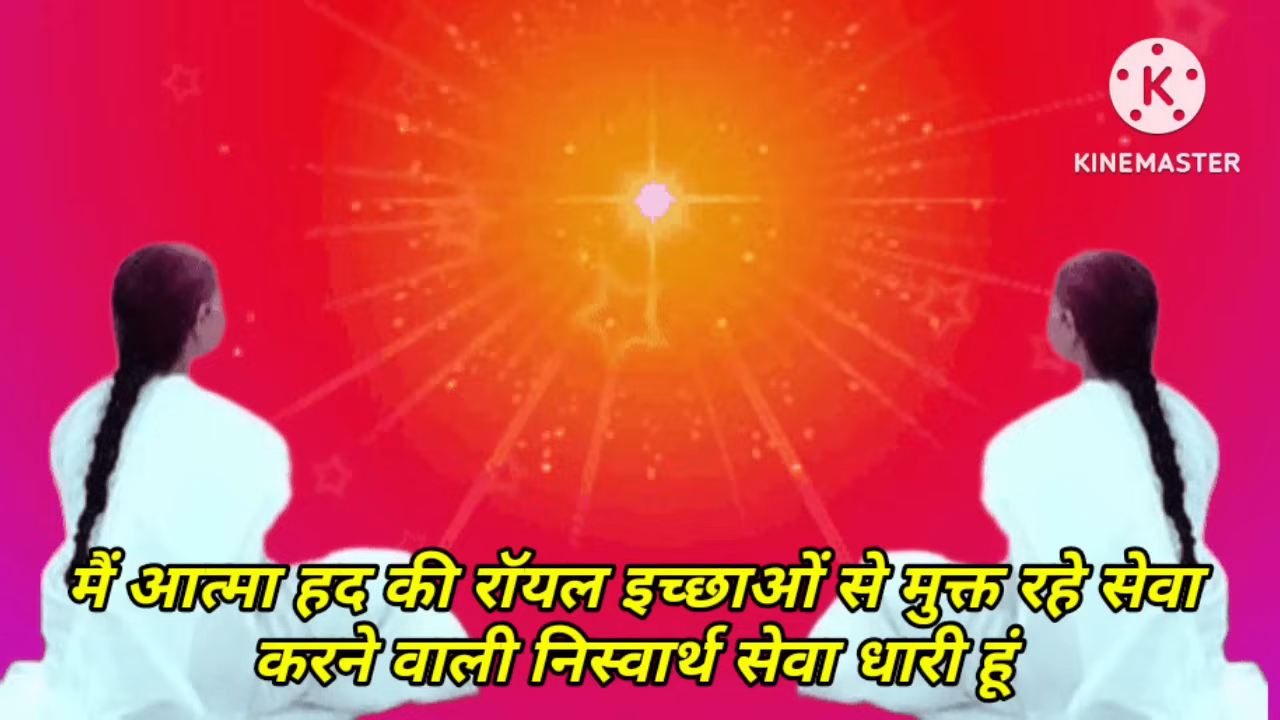 K
KINEMASTER
मैं आत्मा हद की रॉयल इच्छाओं से मुक्त रहे सेवा
करने वाली निस्वार्थ सेवा धारी हूं